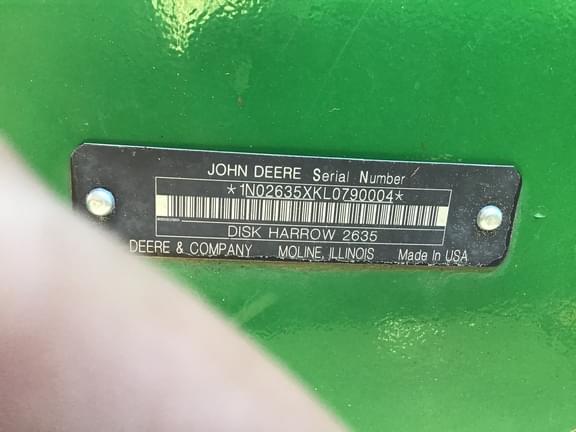 JOHN DEERE Serial Number
*1N02635XKL0790004*
DISK HARROW 2635
DEERE & COMPANY MOLINE, ILLINOIS Made In USA